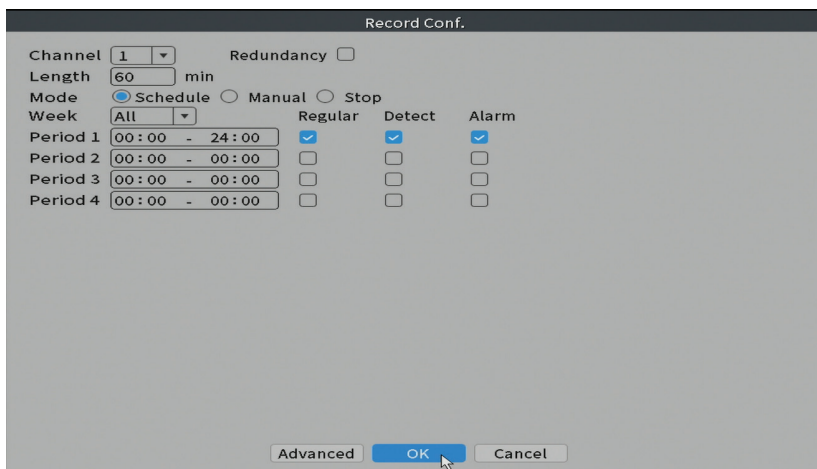 Record Conf.
Channel 1 Redundancy
Length 60 min
Mode Schedule Manual Stop
Week All Regular Detect Alarm
Period 1 00:00 - 24:00
Period 2 00:00 - 00:00
Period 3 00:00 - 00:00
Period 4 00:00 - 00:00
Advanced OK Cancel